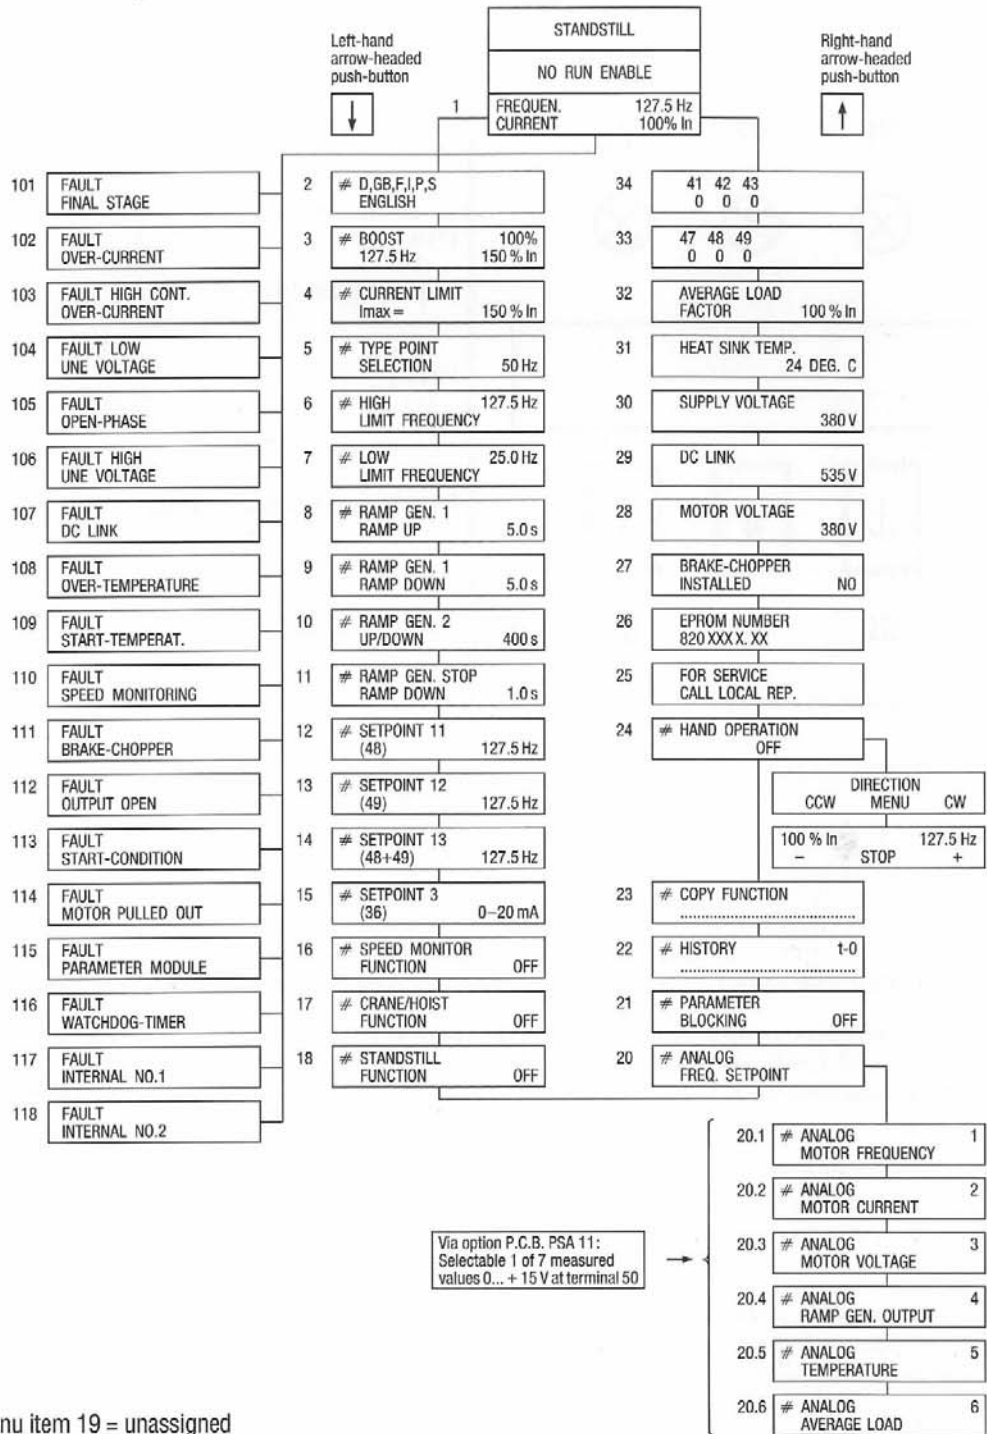 Left-hand
arrow-headed
push-button
STANDSTILL
NO RUN ENABLE
1 FREQUEN. 127.5 Hz
CURRENT 100% In
Right-hand
arrow-headed
push-button
101 FAULT
FINAL STAGE
102 FAULT
OVER-CURRENT
103 FAULT HIGH CONT.
OVER-CURRENT
104 FAULT LOW
UNE VOLTAGE
105 FAULT
OPEN-PHASE
106 FAULT HIGH
UNE VOLTAGE
107 FAULT
DC LINK
108 FAULT
OVER-TEMPERATURE
109 FAULT
START-TEMPERAT.
110 FAULT
SPEED MONITORING
111 FAULT
BRAKE-CHOPPER
112 FAULT
OUTPUT OPEN
113 FAULT
START-CONDITION
114 FAULT
MOTOR PULLED OUT
115 FAULT
PARAMETER MODULE
116 FAULT
WATCHDOG-TIMER
117 FAULT
INTERNAL NO.1
118 FAULT
INTERNAL NO.2
2 # D,GB,F,I,P,S
ENGLISH
3 # BOOST 100%
127.5 Hz 150 % In
4 # CURRENT LIMIT
Imax = 150 % In
5 # TYPE POINT
SELECTION 50 Hz
6 # HIGH 127.5 Hz
LIMIT FREQUENCY
7 # LOW 25.0 Hz
LIMIT FREQUENCY
8 # RAMP GEN. 1
RAMP UP 5.0 s
9 # RAMP GEN. 1
RAMP DOWN 5.0 s
10 # RAMP GEN. 2
UP/DOWN 400 s
11 # RAMP GEN. STOP
RAMP DOWN 1.0 s
12 # SETPOINT 11
(48) 127.5 Hz
13 # SETPOINT 12
(49) 127.5 Hz
14 # SETPOINT 13
(48+49) 127.5 Hz
15 # SETPOINT 3
(36) 0–20 mA
16 # SPEED MONITOR
FUNCTION OFF
17 # CRANE/HOIST
FUNCTION OFF
18 # STANDSTILL
FUNCTION OFF
34 41 42 43
0 0 0
33 47 48 49
0 0 0
32 AVERAGE LOAD
FACTOR 100 % In
31 HEAT SINK TEMP.
24 DEG. C
30 SUPPLY VOLTAGE
380 V
29 DC LINK
535 V
28 MOTOR VOLTAGE
380 V
27 BRAKE-CHOPPER
INSTALLED NO
26 EPROM NUMBER
820 XXX X. XX
25 FOR SERVICE
CALL LOCAL REP.
24 # HAND OPERATION
OFF
DIRECTION
CCW MENU CW
100 % In 127.5 Hz
– STOP +
23 # COPY FUNCTION
22 # HISTORY t-0
21 # PARAMETER
BLOCKING OFF
20 # ANALOG
FREQ. SETPOINT
20.1 # ANALOG 1
MOTOR FREQUENCY
20.2 # ANALOG 2
MOTOR CURRENT
20.3 # ANALOG 3
MOTOR VOLTAGE
20.4 # ANALOG 4
RAMP GEN. OUTPUT
20.5 # ANALOG 5
TEMPERATURE
20.6 # ANALOG 6
AVERAGE LOAD
Via option P.C.B. PSA 11:
Selectable 1 of 7 measured
values 0... + 15 V at terminal 50
nu item 19 = unassigned